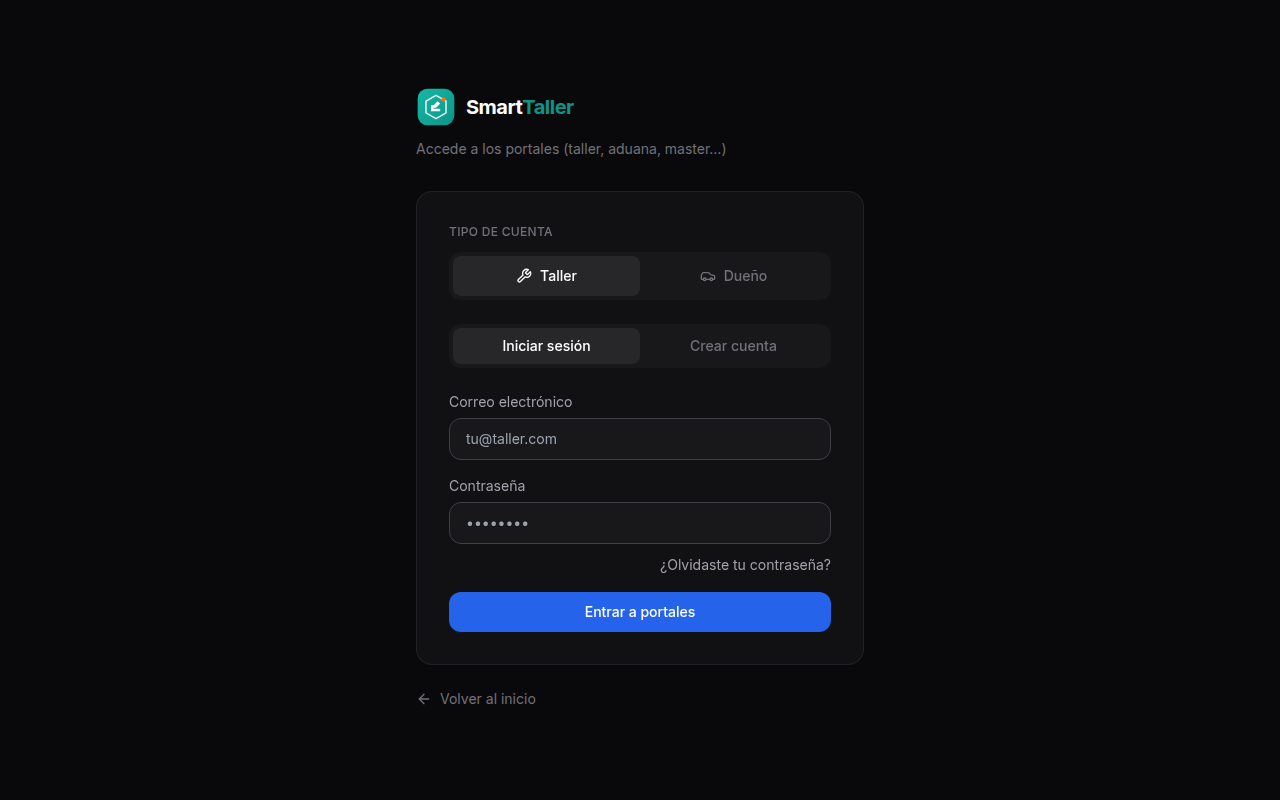 SmartTaller
Accede a los portales (taller, aduana, master...)
TIPO DE CUENTA
Taller
Dueño
Iniciar sesión
Crear cuenta
Correo electrónico
tu@taller.com
Contraseña
••••••••
¿Olvidaste tu contraseña?
Entrar a portales
← Volver al inicio